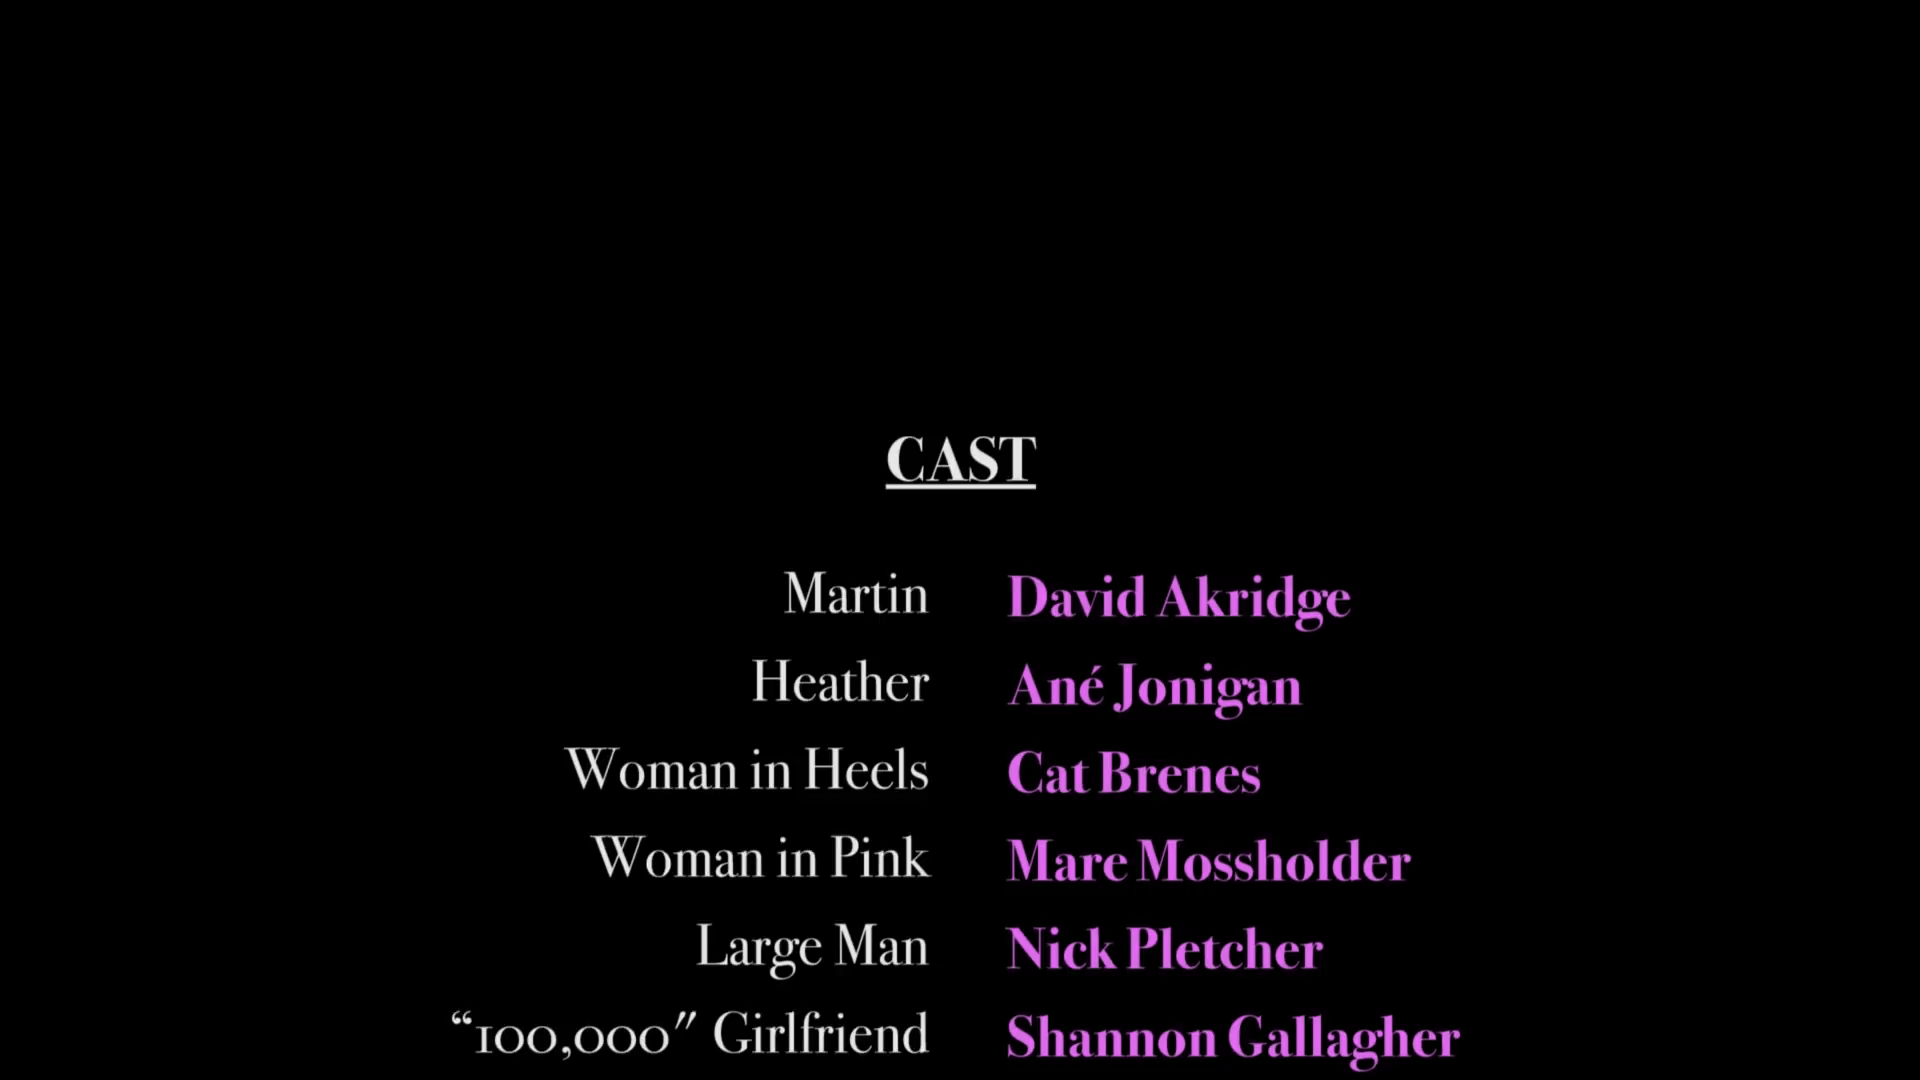 CAST
Martin David Akridge
Heather Ané Jonigan
Woman in Heels Cat Brenes
Woman in Pink Mare Mossholder
Large Man Nick Pletcher
“100,000" Girlfriend Shannon Gallagher